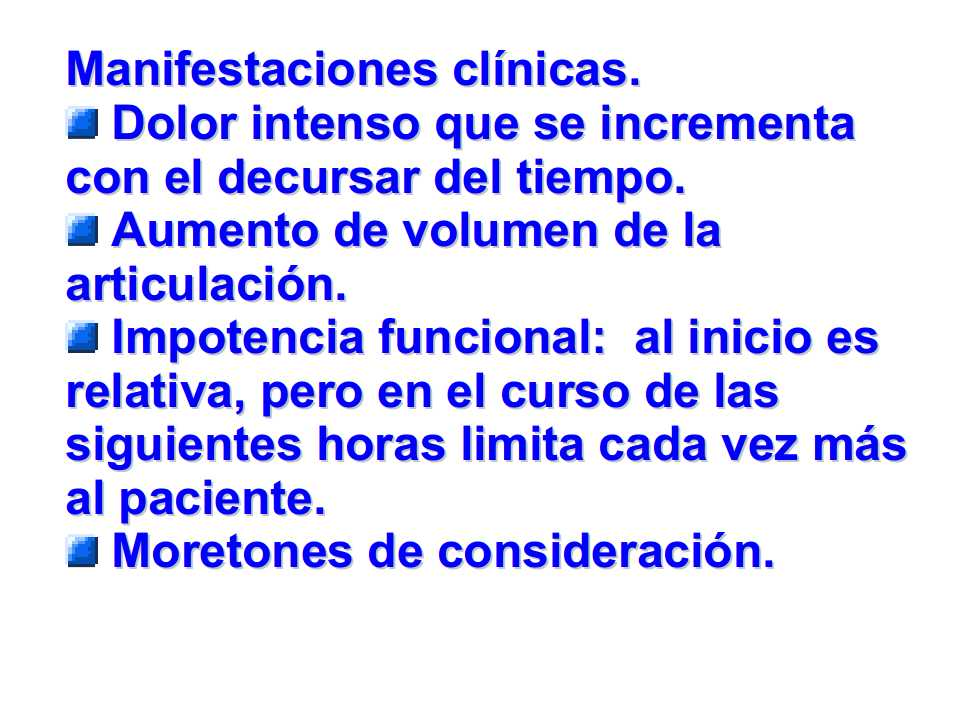 Manifestaciones clínicas.
Dolor intenso que se incrementa
con el decursar del tiempo.
Aumento de volumen de la
articulación.
Impotencia funcional:  al inicio es
relativa, pero en el curso de las
siguientes horas limita cada vez más
al paciente.
Moretones de consideración.